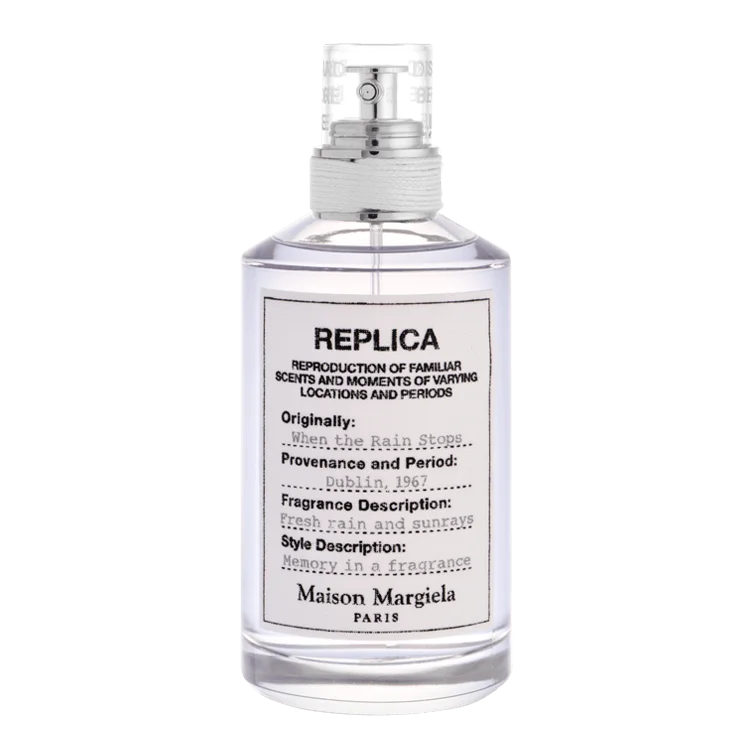 REPLICA
REPRODUCTION OF FAMILIAR
SCENTS AND MOMENTS OF VARYING
LOCATIONS AND PERIODS
Originally:
When the Rain Stops
Provenance and Period:
Dublin, 1967
Fragrance Description:
Fresh rain and sunrays
Style Description:
Memory in a fragrance
Maison Margiela
PARIS